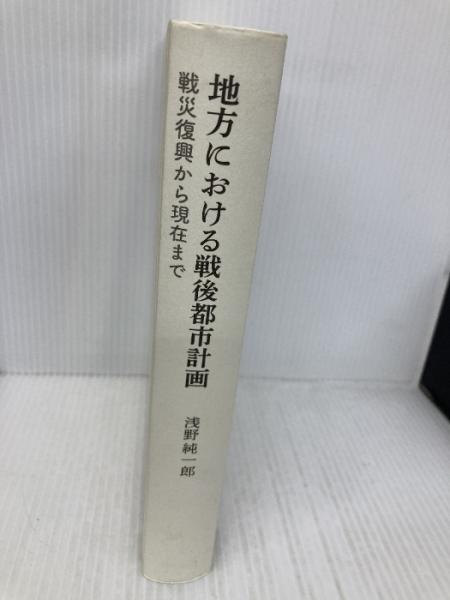 地方における戦後都市計画
戦災復興から現在まで
浅野純一郎